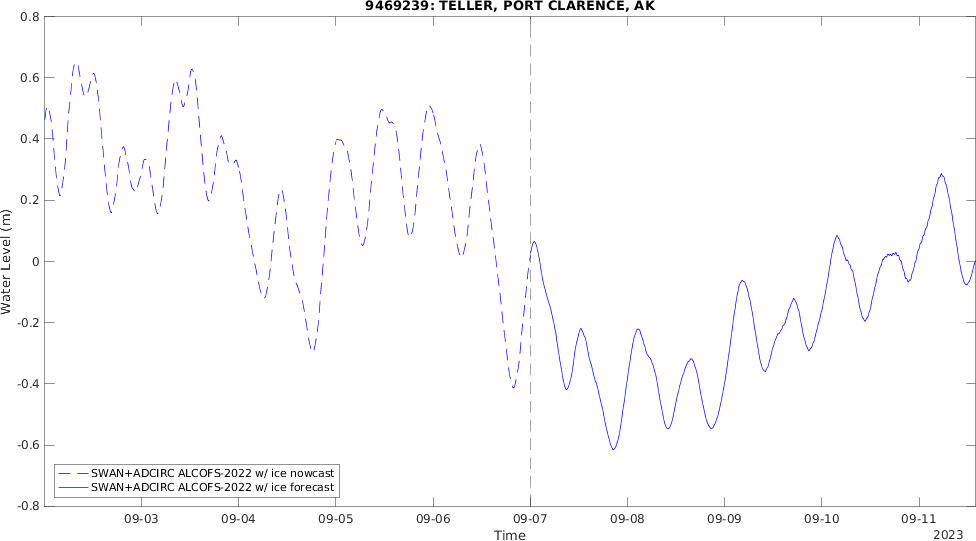 9469239: TELLER, PORT CLARENCE, AK
0.8
0.6
0.4
0.2
0
-0.2
-0.4
-0.6
-0.8
Water Level (m)
SWAN+ADCIRC ALCOFS-2022 w/ ice nowcast
SWAN+ADCIRC ALCOFS-2022 w/ ice forecast
09-03 09-04 09-05 09-06 09-07 09-08 09-09 09-10 09-11
Time
2023